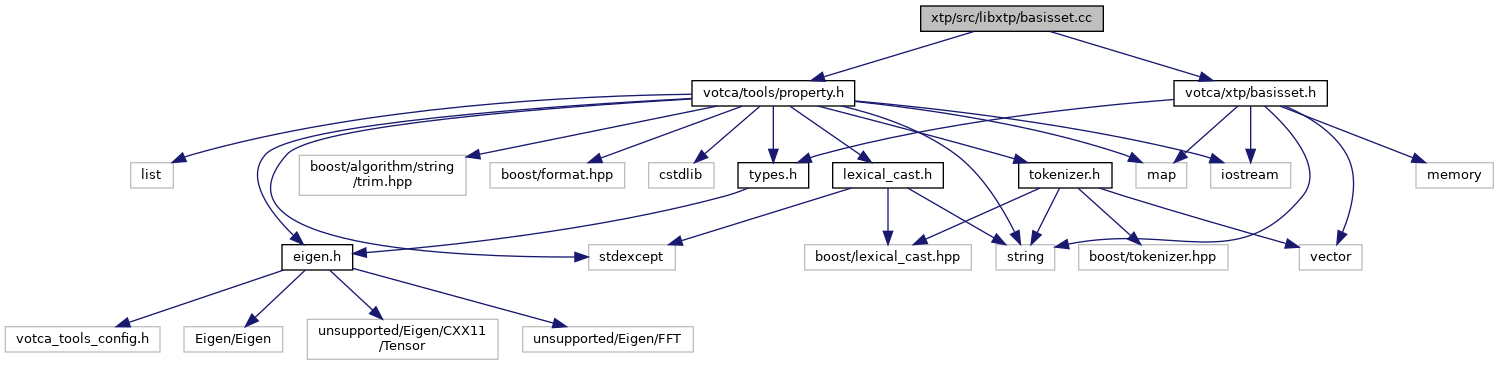 xtp/src/libxtp/basisset.cc
votca/tools/property.h
votca/xtp/basisset.h
list
boost/algorithm/string
/trim.hpp
boost/format.hpp
cstdlib
types.h
lexical_cast.h
tokenizer.h
map
iostream
memory
eigen.h
stdexcept
boost/lexical_cast.hpp
string
boost/tokenizer.hpp
vector
votca_tools_config.h
Eigen/Eigen
unsupported/Eigen/CXX11
/Tensor
unsupported/Eigen/FFT